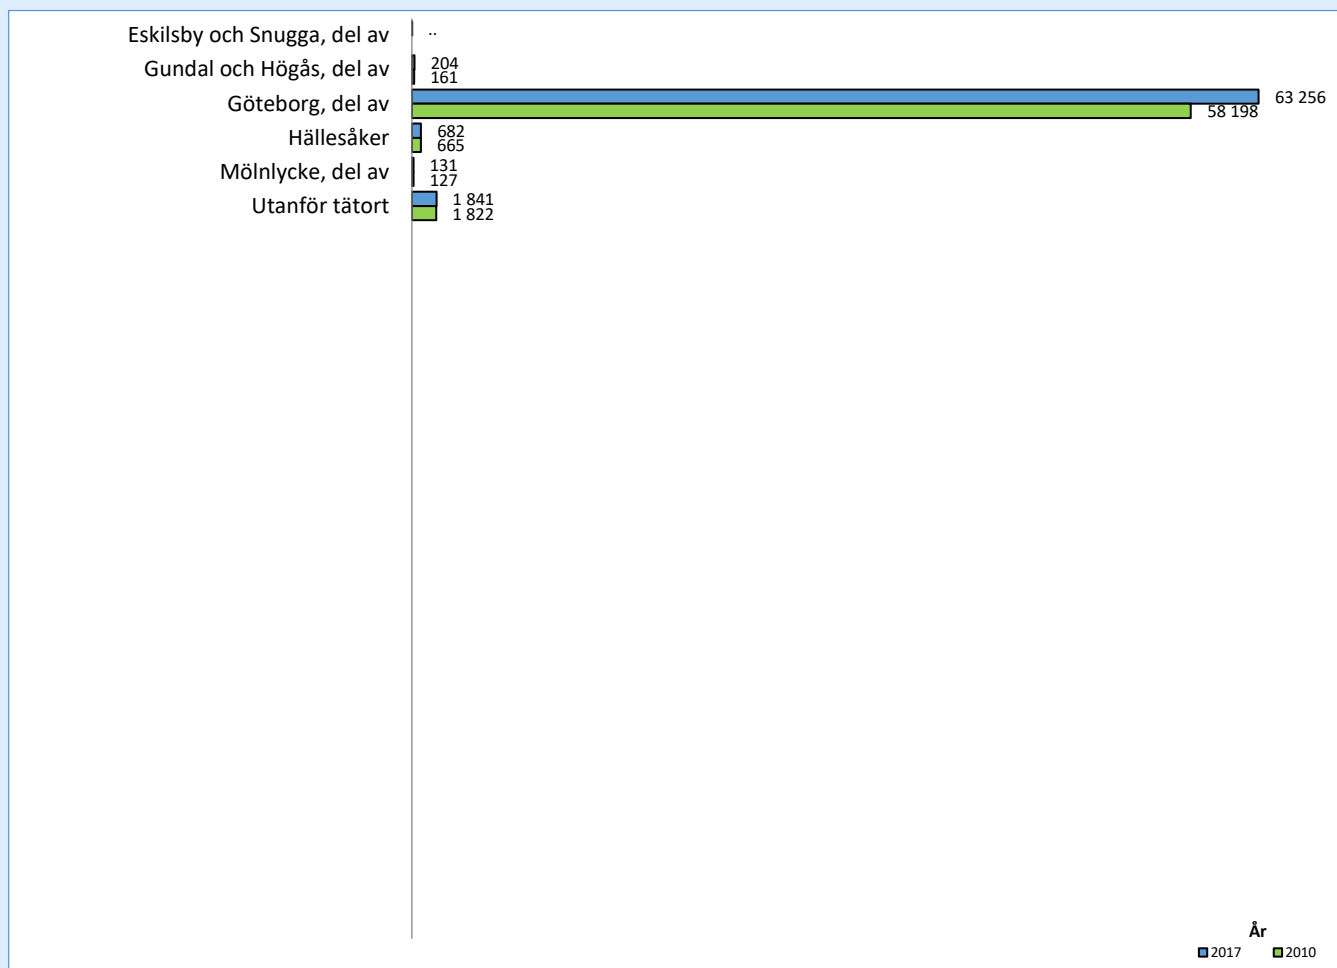 Eskilsby och Snugga, del av ..
Gundal och Högås, del av 204
161
Göteborg, del av 63 256
58 198
Hällesåker 682
665
Mölnlycke, del av 131
127
Utanför tätort 1 841
1 822
År
2017 2010